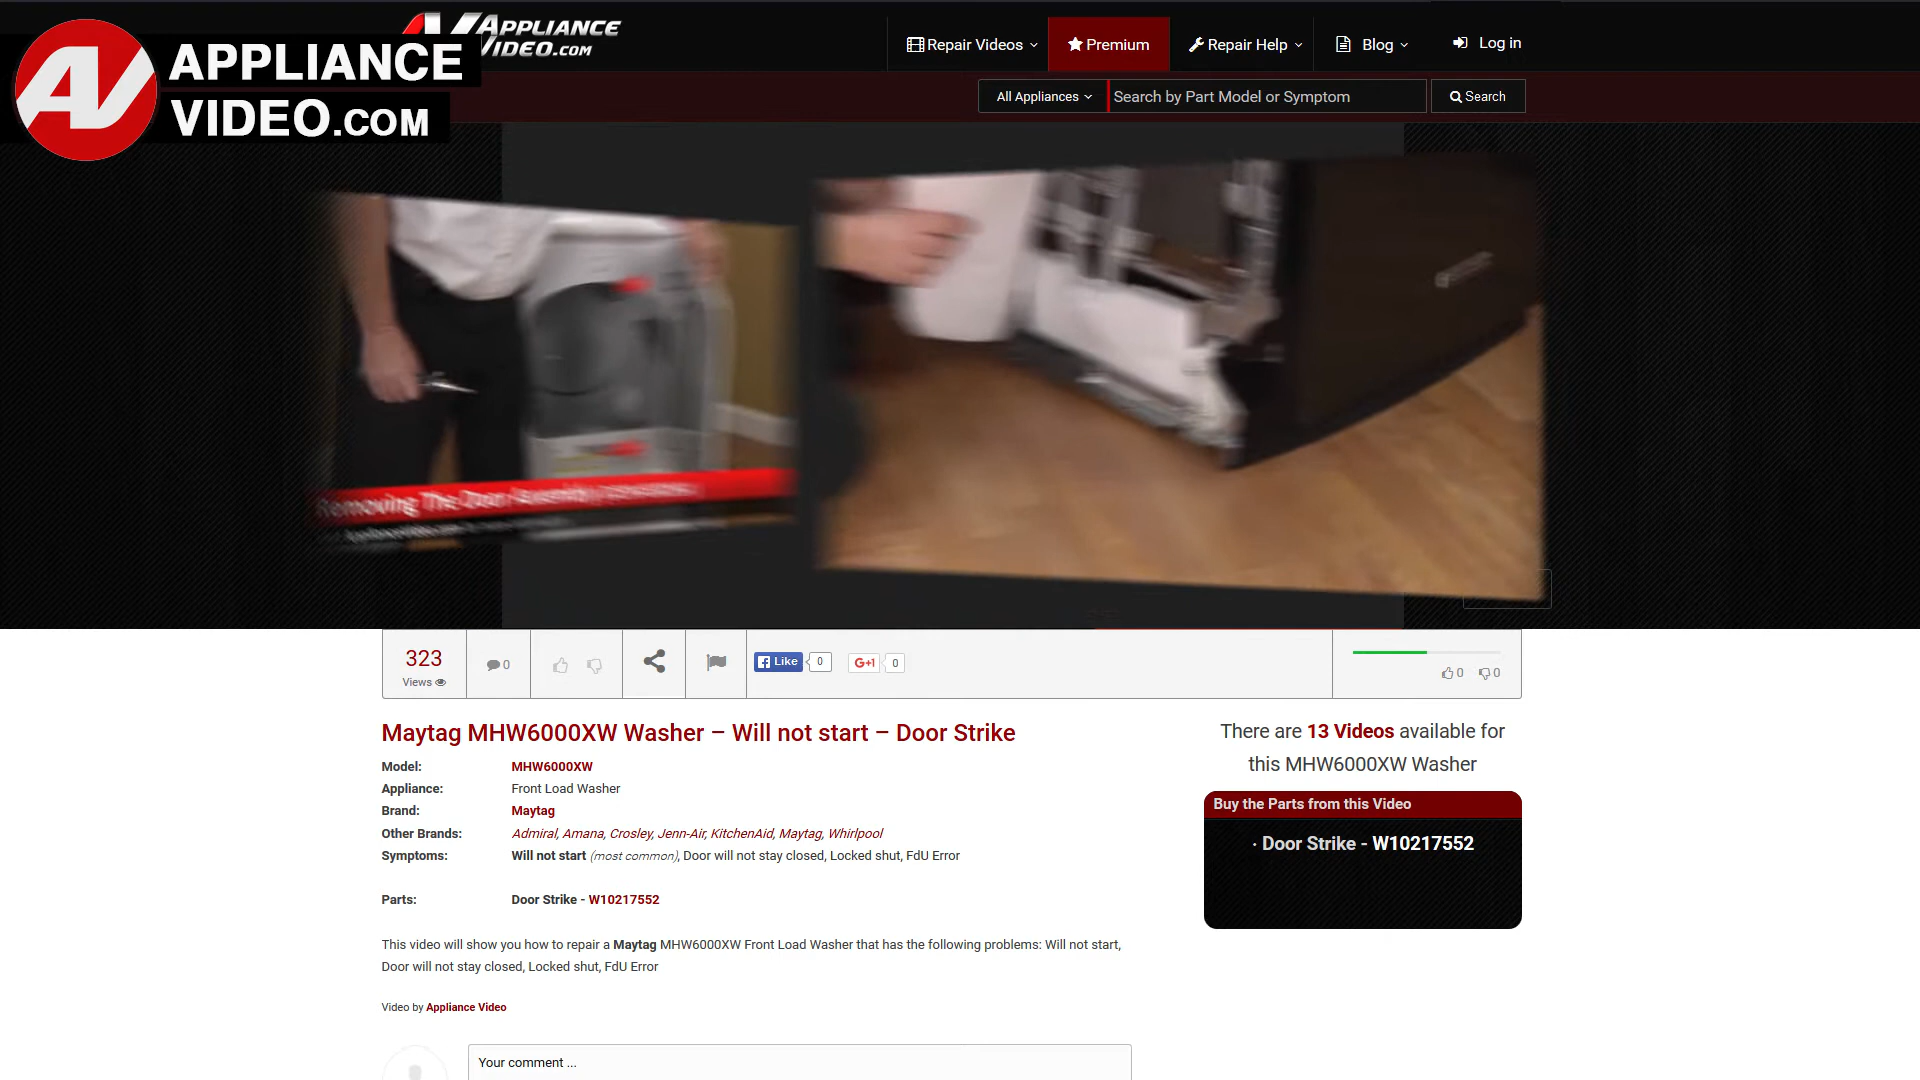 APPLIANCE
VIDEO.COM
APPLIANCE
VIDEO.COM
Repair Videos
Premium
Repair Help
Blog
Log in
All Appliances
Search by Part Model or Symptom
Search
Removing The Door
323
Views
0
Like
0
G+1
0
0
0
Maytag MHW6000XW Washer – Will not start – Door Strike
Model: MHW6000XW
Appliance: Front Load Washer
Brand: Maytag
Other Brands: Admiral, Amana, Crosley, Jenn-Air, KitchenAid, Maytag, Whirlpool
Symptoms: Will not start (most common), Door will not stay closed, Locked shut, FdU Error
Parts: Door Strike - W10217552
This video will show you how to repair a Maytag MHW6000XW Front Load Washer that has the following problems: Will not start,
Door will not stay closed, Locked shut, FdU Error
Video by Appliance Video
Your comment ...
There are 13 Videos available for
this MHW6000XW Washer
Buy the Parts from this Video
· Door Strike - W10217552